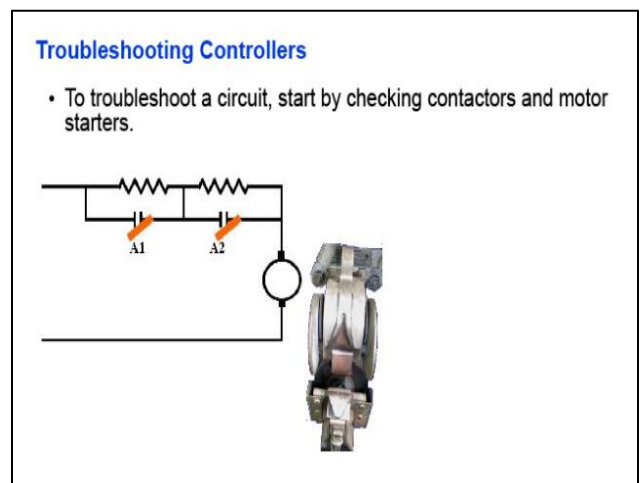 Troubleshooting Controllers
• To troubleshoot a circuit, start by checking contactors and motor
starters.
A1 A2